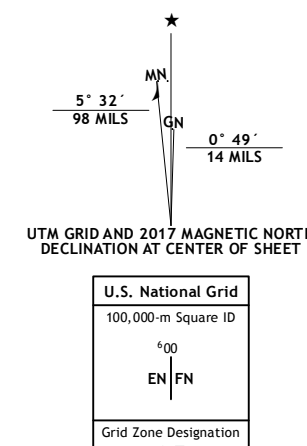 ★
MN.
5° 32´
98 MILS
GN
0° 49´
14 MILS
UTM GRID AND 2017 MAGNETIC NORTH
DECLINATION AT CENTER OF SHEET
U.S. National Grid
100,000-m Square ID
⁶00
EN FN
Grid Zone Designation